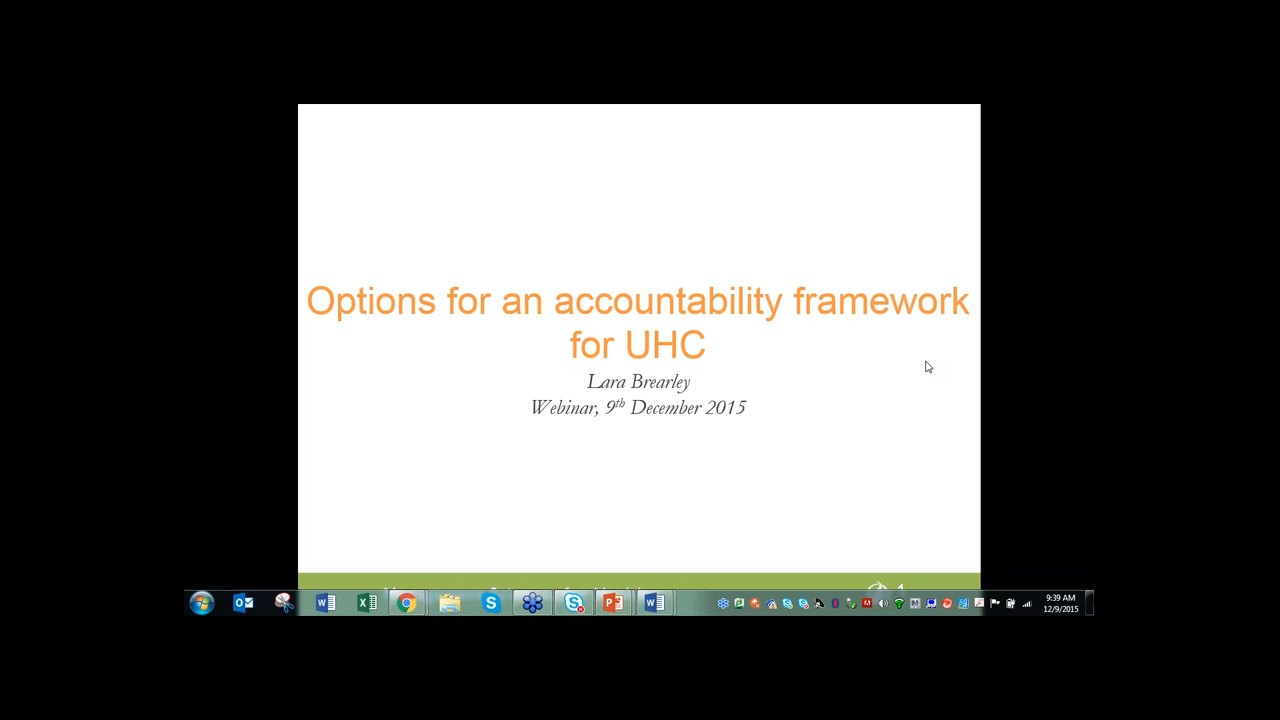 Options for an accountability framework
for UHC
Lara Brearley
Webinar, 9th December 2015
9:39 AM
12/9/2015